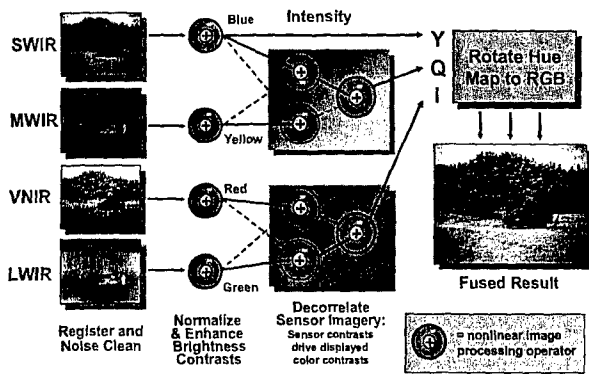 SWIR
MWIR
VNIR
LWIR
Register and
Noise Clean
Blue
Yellow
Red
Green
Normalize
& Enhance
Brightness
Contrasts
Intensity
Decorrelate
Sensor Imagery:
Sensor contrasts
drive displayed
color contrasts
Y
Q
I
Rotate Hue
Map to RGB
Fused Result
= nonlinear image
processing operator